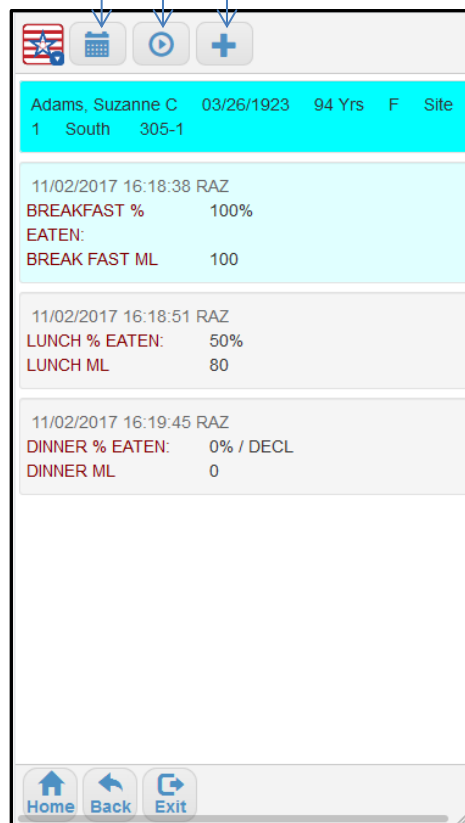 Adams, Suzanne C 03/26/1923 94 Yrs F Site
1 South 305-1
11/02/2017 16:18:38 RAZ
BREAKFAST % 100%
EATEN:
BREAK FAST ML 100
11/02/2017 16:18:51 RAZ
LUNCH % EATEN: 50%
LUNCH ML 80
11/02/2017 16:19:45 RAZ
DINNER % EATEN: 0% / DECL
DINNER ML 0
Home Back Exit